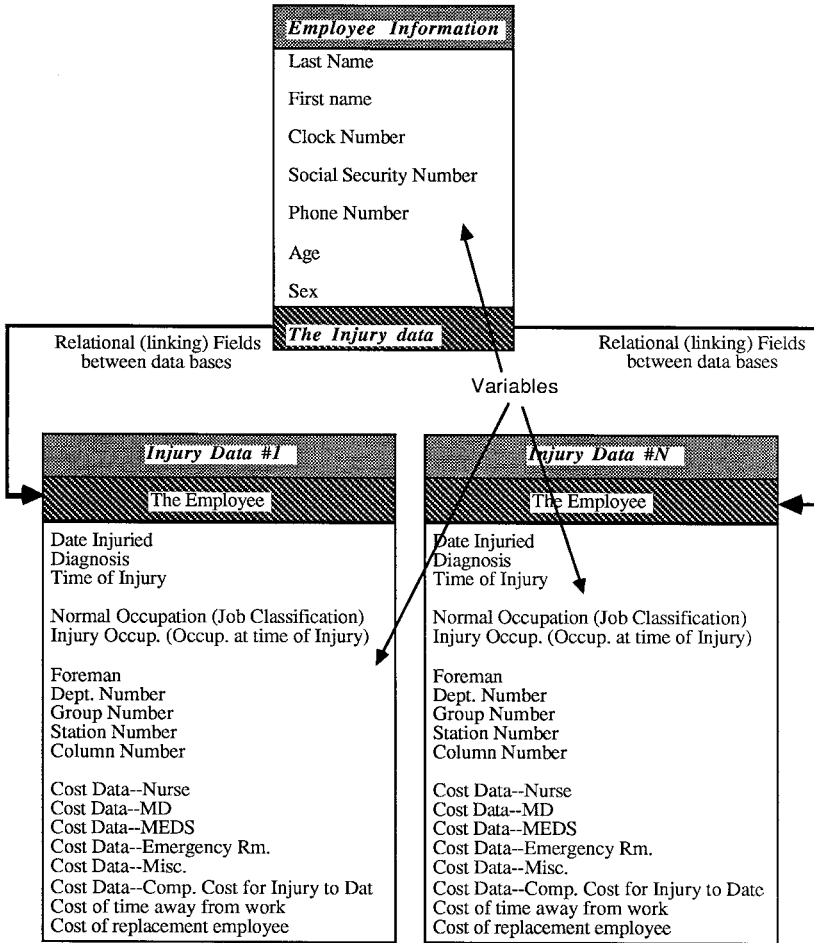 Employee Information
Last Name
First name
Clock Number
Social Security Number
Phone Number
Age
Sex
The Injury data
Relational (linking) Fields
between data bases
Relational (linking) Fields
between data bases
Variables
Injury Data #1
The Employee
Date Injuried
Diagnosis
Time of Injury
Normal Occupation (Job Classification)
Injury Occup. (Occup. at time of Injury)
Foreman
Dept. Number
Group Number
Station Number
Column Number
Cost Data--Nurse
Cost Data--MD
Cost Data--MEDS
Cost Data--Emergency Rm.
Cost Data--Misc.
Cost Data--Comp. Cost for Injury to Dat
Cost of time away from work
Cost of replacement employee
Injury Data #N
The Employee
Date Injuried
Diagnosis
Time of Injury
Normal Occupation (Job Classification)
Injury Occup. (Occup. at time of Injury)
Foreman
Dept. Number
Group Number
Station Number
Column Number
Cost Data--Nurse
Cost Data--MD
Cost Data--MEDS
Cost Data--Emergency Rm.
Cost Data--Misc.
Cost Data--Comp. Cost for Injury to Date
Cost of time away from work
Cost of replacement employee